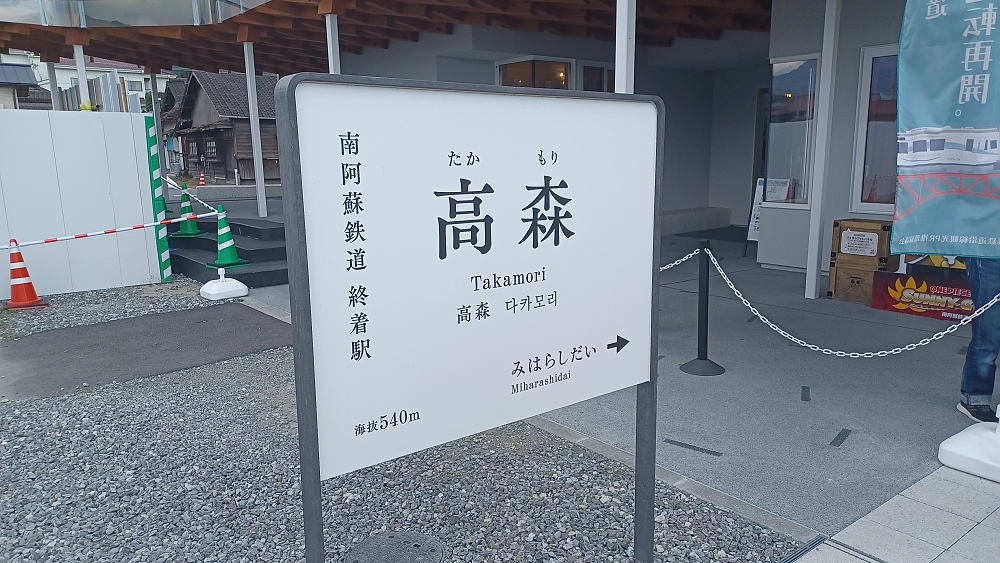 南阿蘇鉄道 終着駅
たか もり
高森
Takamori
高森 다카모리
みはらしだい
Miharashidai
海抜540m
道
転再開。
ONE PIECE
SUNNY-G